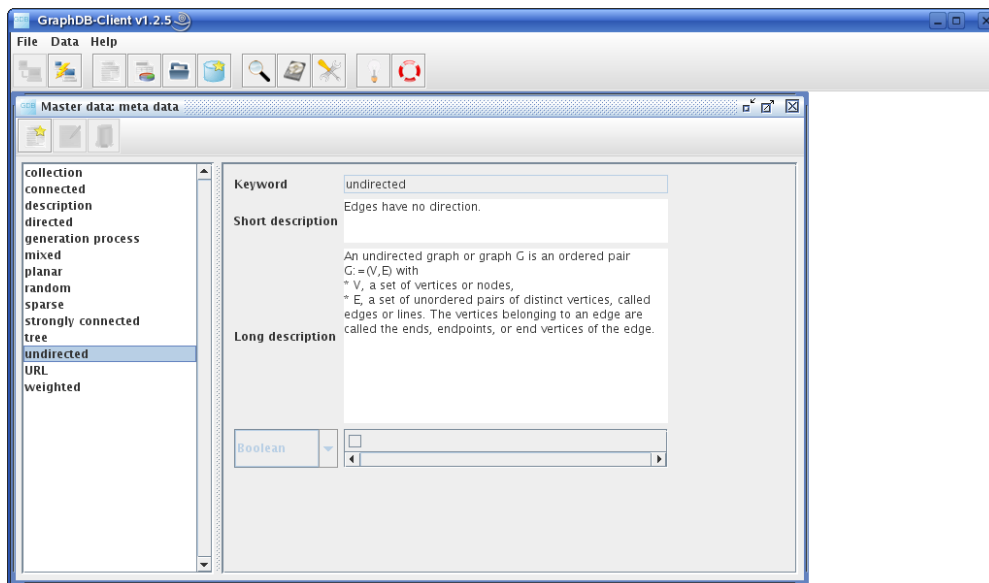 GraphDB-Client v1.2.5
File Data Help
GDB Master data: meta data
collection
connected
description
directed
generation process
mixed
planar
random
sparse
strongly connected
tree
undirected
URL
weighted
Keyword undirected
Short description Edges have no direction.
Long description An undirected graph or graph G is an ordered pair
G:=(V,E) with
* V, a set of vertices or nodes,
* E, a set of unordered pairs of distinct vertices, called
edges or lines. The vertices belonging to an edge are
called the ends, endpoints, or end vertices of the edge.
Boolean